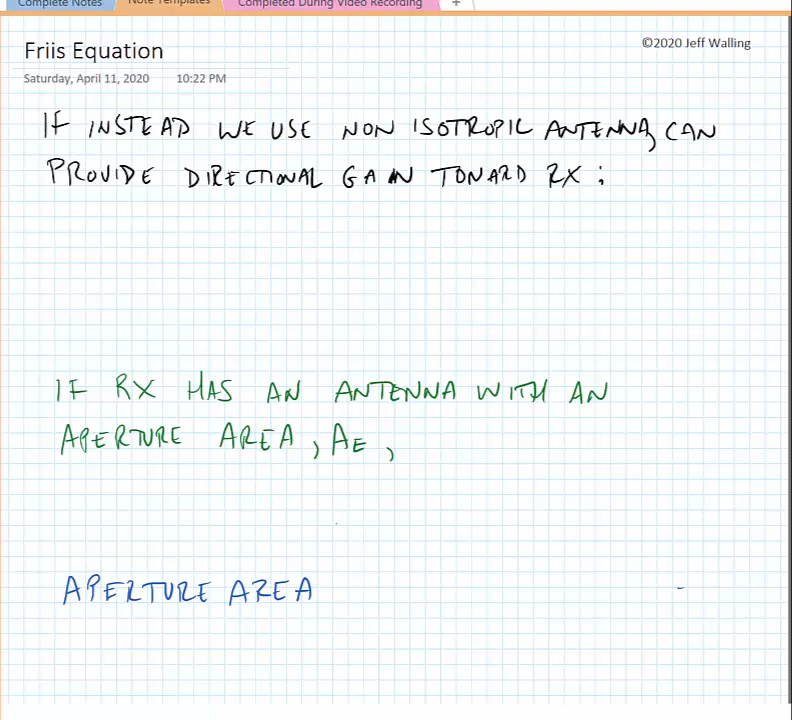 Complete Notes Note Templates Completed During Video Recording +
Friis Equation
©2020 Jeff Walling
Saturday, April 11, 2020 10:22 PM
IF INSTEAD WE USE NON ISOTROPIC ANTENNA, CAN
PROVIDE DIRECTIONAL GAIN TOWARD RX :
IF RX HAS AN ANTENNA WITH AN
APERTURE AREA, AE,
APERTURE AREA